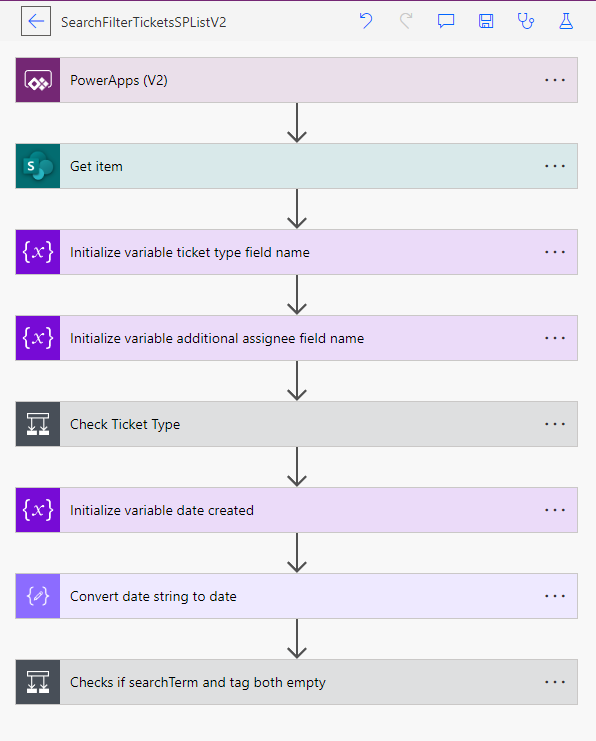 SearchFilterTicketsSPListV2
PowerApps (V2)
S
Get item
{x}
Initialize variable ticket type field name
{x}
Initialize variable additional assignee field name
Check Ticket Type
{x}
Initialize variable date created
Convert date string to date
Checks if searchTerm and tag both empty